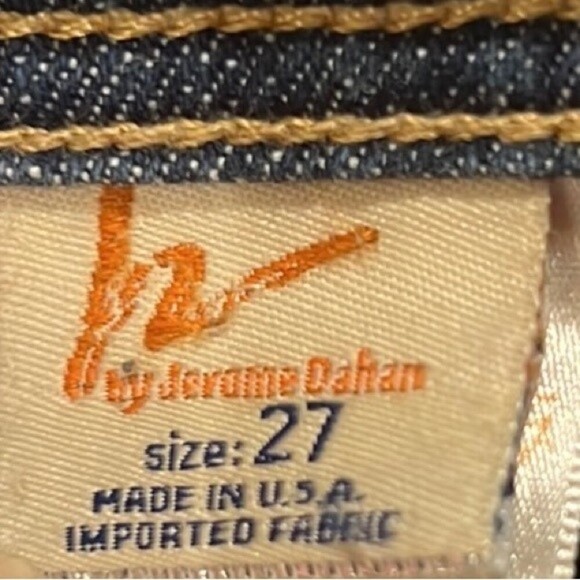 by Jerome Dahan
size: 27
MADE IN U.S.A.
IMPORTED FABRIC